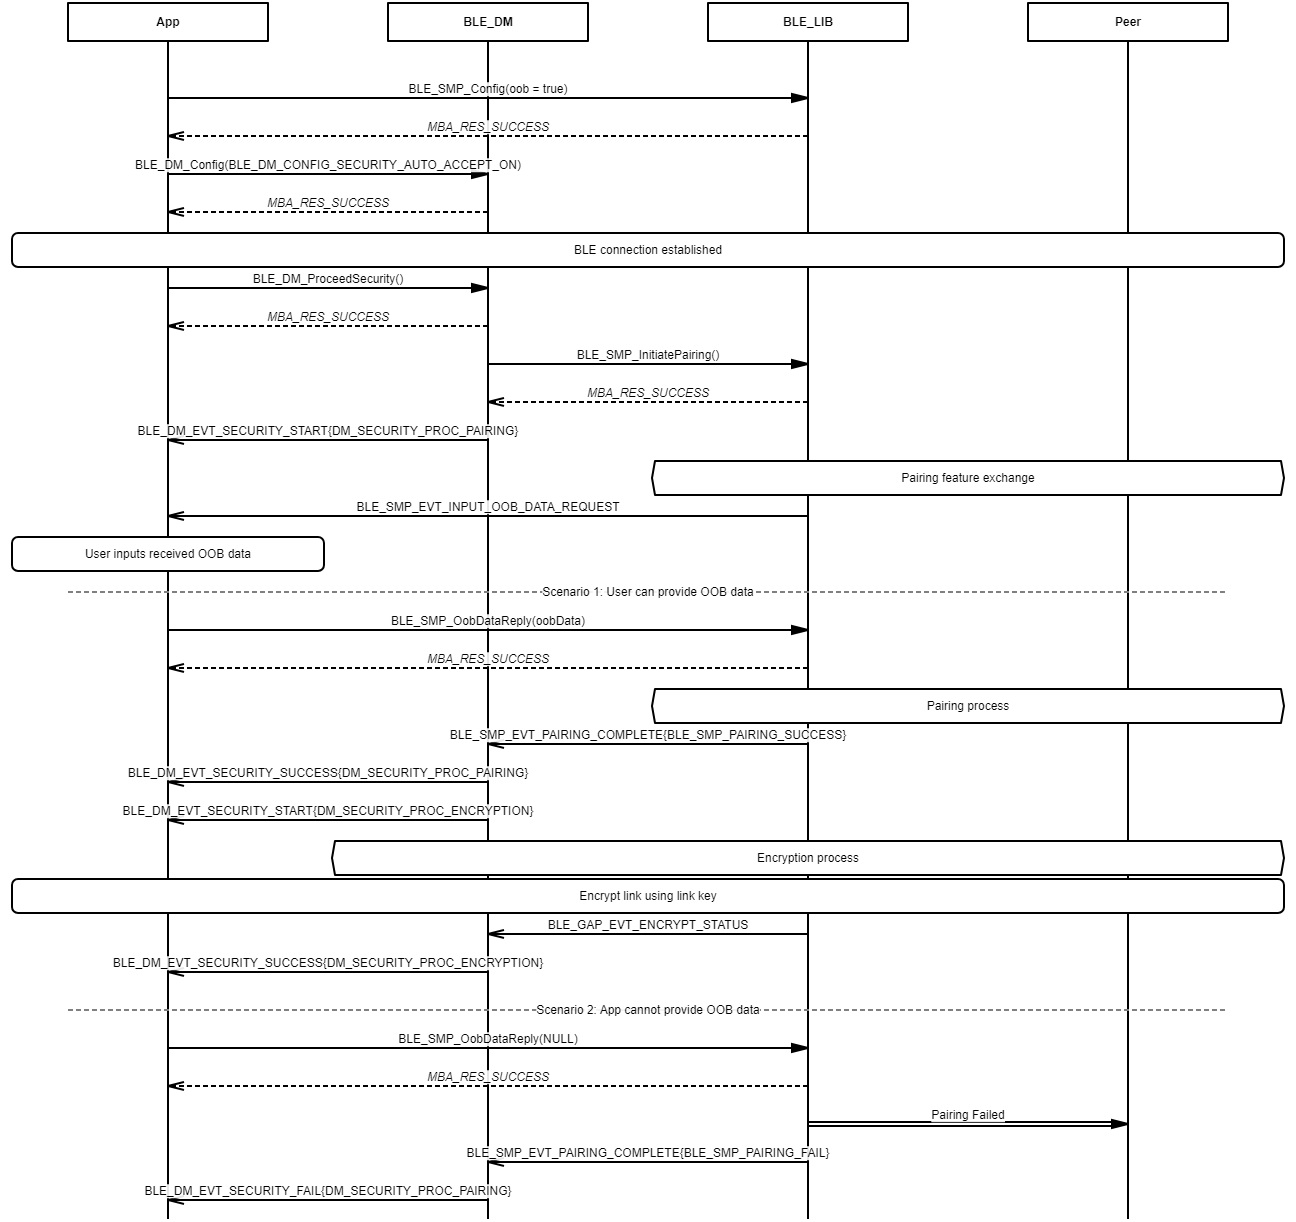 App
BLE_DM
BLE_LIB
Peer
BLE_SMP_Config(oob = true)
MBA_RES_SUCCESS
BLE_DM_Config(BLE_DM_CONFIG_SECURITY_AUTO_ACCEPT_ON)
MBA_RES_SUCCESS
BLE connection established
BLE_DM_ProceedSecurity()
MBA_RES_SUCCESS
BLE_SMP_InitiatePairing()
MBA_RES_SUCCESS
BLE_DM_EVT_SECURITY_START{DM_SECURITY_PROC_PAIRING}
Pairing feature exchange
BLE_SMP_EVT_INPUT_OOB_DATA_REQUEST
User inputs received OOB data
Scenario 1: User can provide OOB data
BLE_SMP_OobDataReply(oobData)
MBA_RES_SUCCESS
Pairing process
BLE_SMP_EVT_PAIRING_COMPLETE{BLE_SMP_PAIRING_SUCCESS}
BLE_DM_EVT_SECURITY_SUCCESS{DM_SECURITY_PROC_PAIRING}
BLE_DM_EVT_SECURITY_START{DM_SECURITY_PROC_ENCRYPTION}
Encryption process
Encrypt link using link key
BLE_GAP_EVT_ENCRYPT_STATUS
BLE_DM_EVT_SECURITY_SUCCESS{DM_SECURITY_PROC_ENCRYPTION}
Scenario 2: App cannot provide OOB data
BLE_SMP_OobDataReply(NULL)
MBA_RES_SUCCESS
Pairing Failed
BLE_SMP_EVT_PAIRING_COMPLETE{BLE_SMP_PAIRING_FAIL}
BLE_DM_EVT_SECURITY_FAIL{DM_SECURITY_PROC_PAIRING}